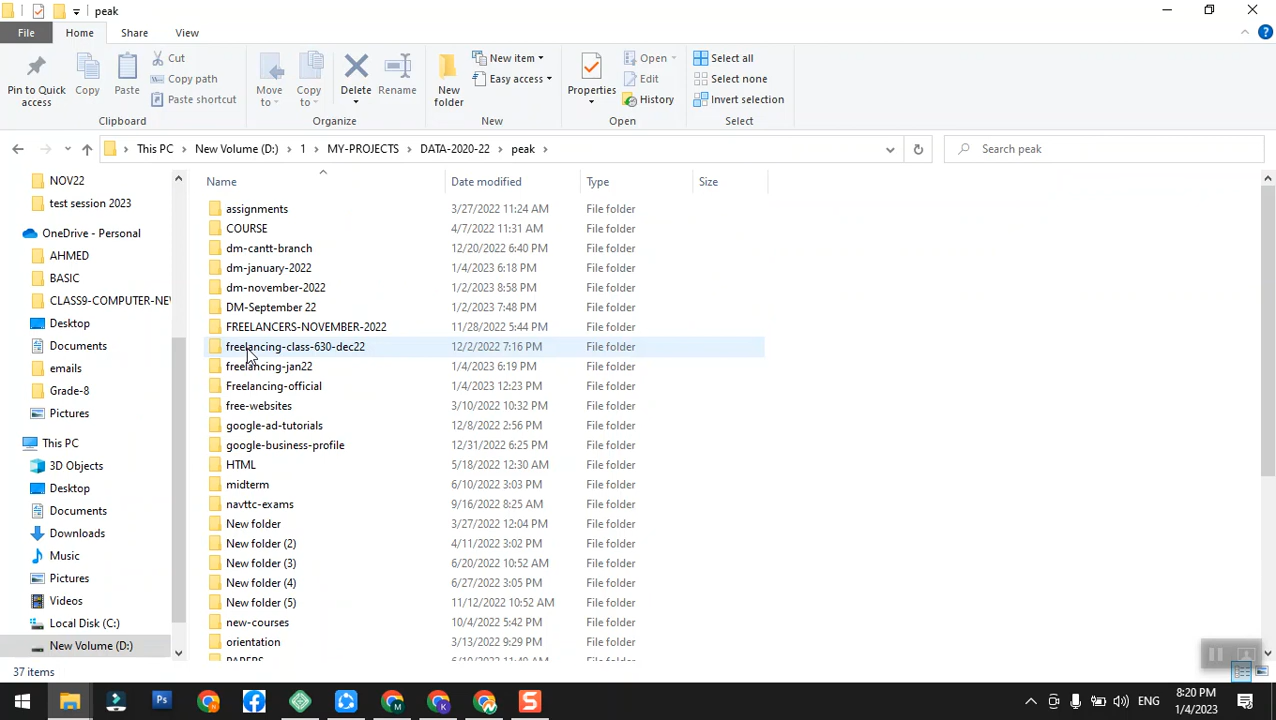 peak
File Home Share View
Pin to Quick access
Copy
Paste
Cut
Copy path
Paste shortcut
Clipboard
Move to
Copy to
Delete
Rename
Organize
New folder
New item
Easy access
New
Properties
Open
Edit
History
Open
Select all
Select none
Invert selection
Select
This PC New Volume (D:) 1 MY-PROJECTS DATA-2020-22 peak
Search peak
NOV22
test session 2023
OneDrive - Personal
AHMED
BASIC
CLASS9-COMPUTER-NEV
Desktop
Documents
emails
Grade-8
Pictures
This PC
3D Objects
Desktop
Documents
Downloads
Music
Pictures
Videos
Local Disk (C:)
New Volume (D:)
Name Date modified Type Size
assignments 3/27/2022 11:24 AM File folder
COURSE 4/7/2022 11:31 AM File folder
dm-cantt-branch 12/20/2022 6:40 PM File folder
dm-january-2022 1/4/2023 6:18 PM File folder
dm-november-2022 1/2/2023 8:58 PM File folder
DM-September 22 1/2/2023 7:48 PM File folder
FREELANCERS-NOVEMBER-2022 11/28/2022 5:44 PM File folder
freelancing-class-630-dec22 12/2/2022 7:16 PM File folder
freelancing-jan22 1/4/2023 6:19 PM File folder
Freelancing-official 1/4/2023 12:23 PM File folder
free-websites 3/10/2022 10:32 PM File folder
google-ad-tutorials 12/8/2022 2:56 PM File folder
google-business-profile 12/31/2022 6:25 PM File folder
HTML 5/18/2022 12:30 AM File folder
midterm 6/10/2022 3:03 PM File folder
navttc-exams 9/16/2022 8:25 AM File folder
New folder 3/27/2022 12:04 PM File folder
New folder (2) 4/11/2022 3:02 PM File folder
New folder (3) 6/20/2022 10:52 AM File folder
New folder (4) 6/27/2022 3:05 PM File folder
New folder (5) 11/12/2022 10:52 AM File folder
new-courses 10/4/2022 5:42 PM File folder
orientation 3/13/2022 9:29 PM File folder
37 items
Ps
ENG
8:20 PM
1/4/2023